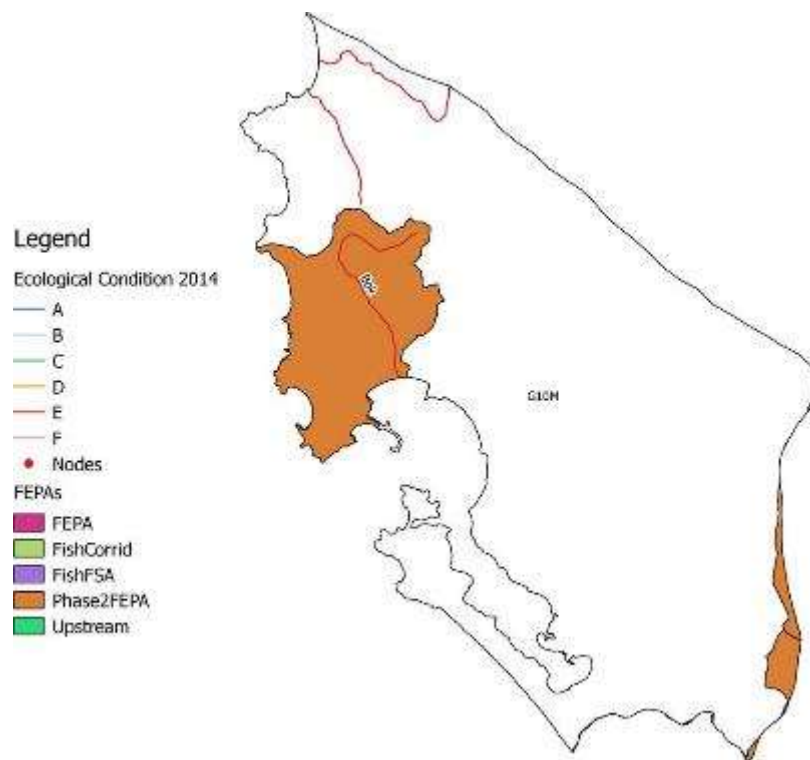 Legend
Ecological Condition 2014
A
B
C
D
E
F
Nodes
FEPAs
FEPA
FishCorrid
FishFSA
Phase2FEPA
Upstream
G10M